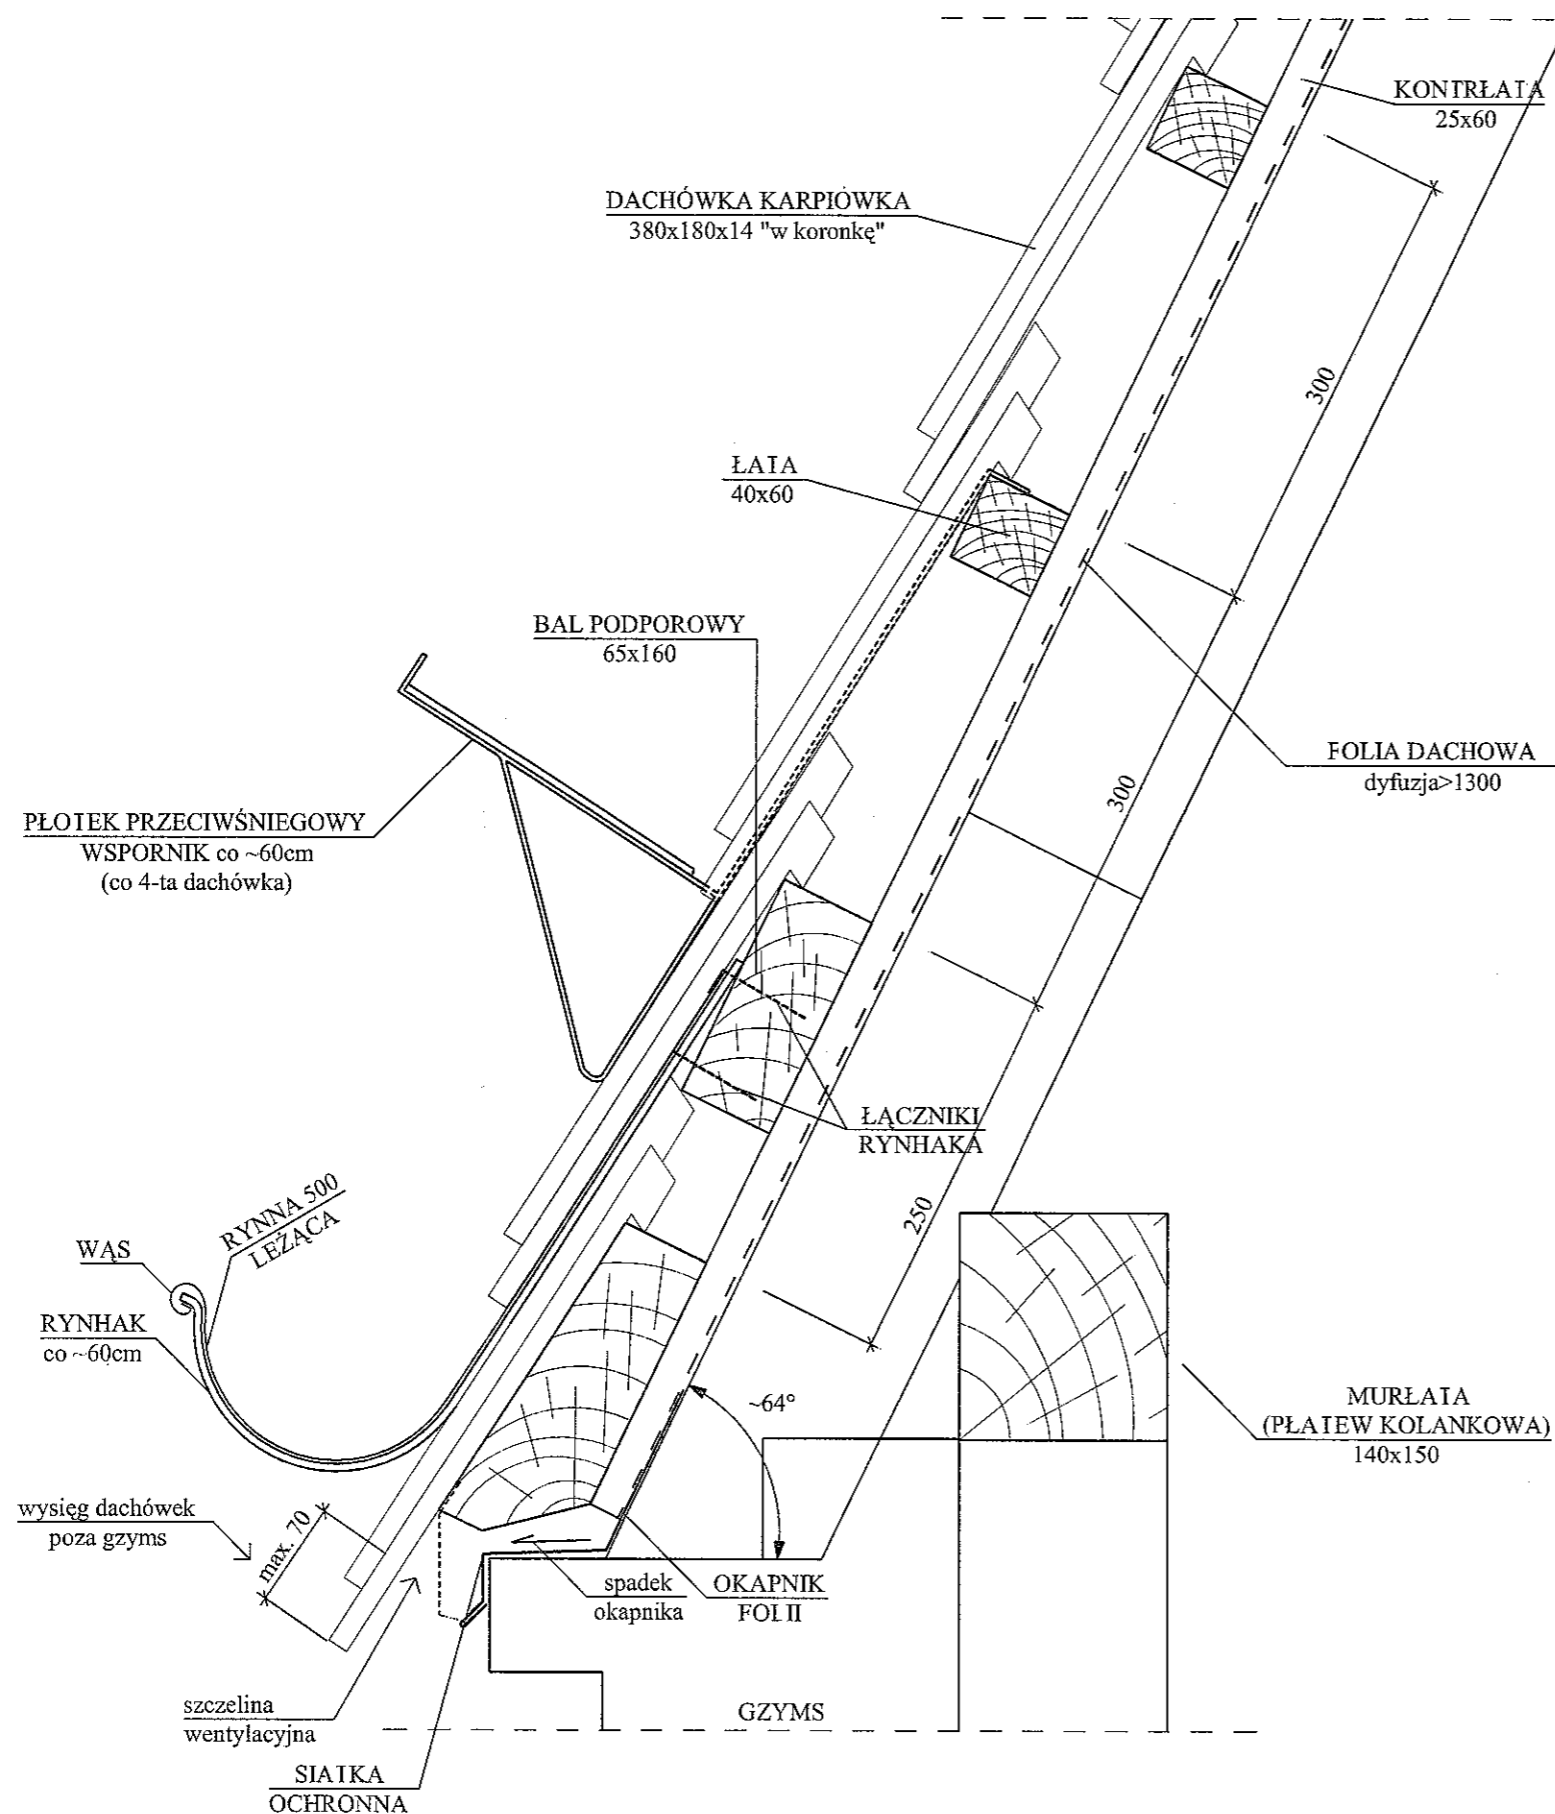 KONTRŁATA
25x60
DACHÓWKA KARPIÓWKA
380x180x14 "w koronkę"
300
ŁATA
40x60
BAL PODPOROWY
65x160
FOLIA DACHOWA
dyfuzja>1300
300
PŁOTEK PRZECIWŚNIEGOWY
WSPORNIK co ~60cm
(co 4-ta dachówka)
ŁĄCZNIKI
RYNHAKA
250
RYNNA 500
LEŻĄCA
WĄS
RYNHAK
co ~60cm
~64°
MURŁATA
(PŁATEW KOLANKOWA)
140x150
wysięg dachówek
poza gzyms
max. 70
spadek
okapnika
OKAPNIK
FOLII
szczelina
wentylacyjna
GZYMS
SIATKA
OCHRONNA